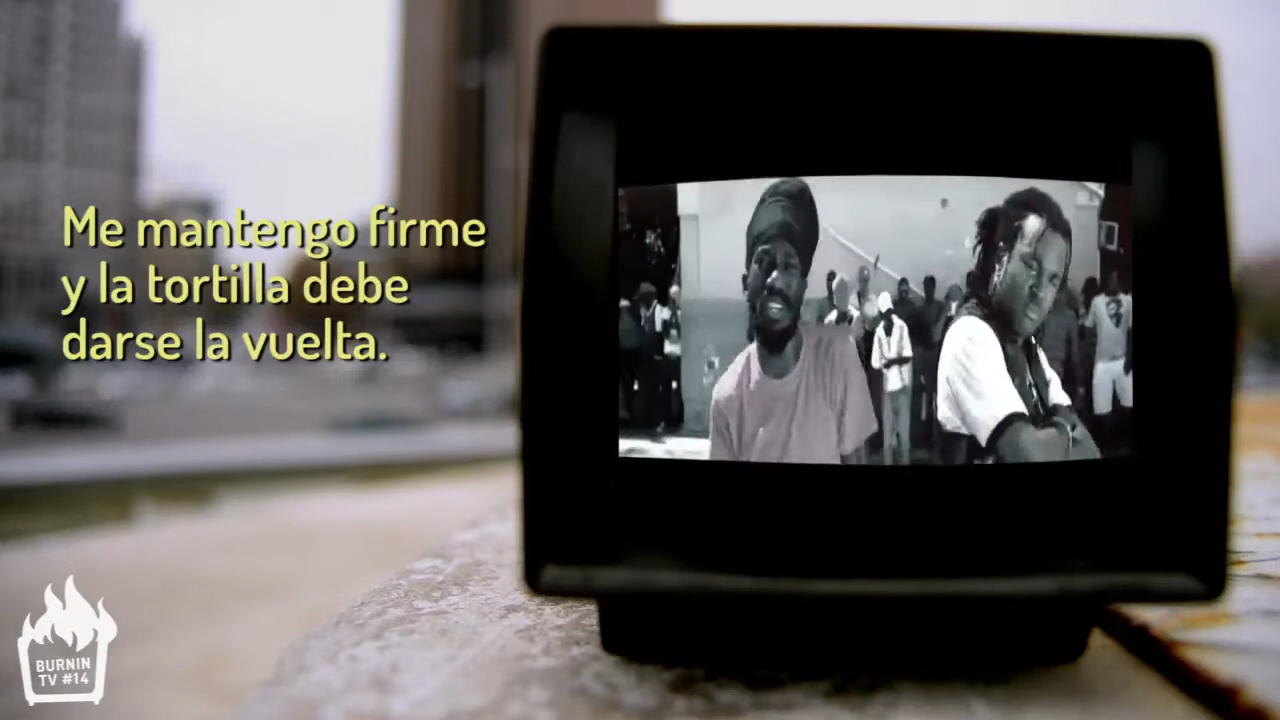 Me mantengo firme
y la tortilla debe
darse la vuelta.
BURNIN
TV #14